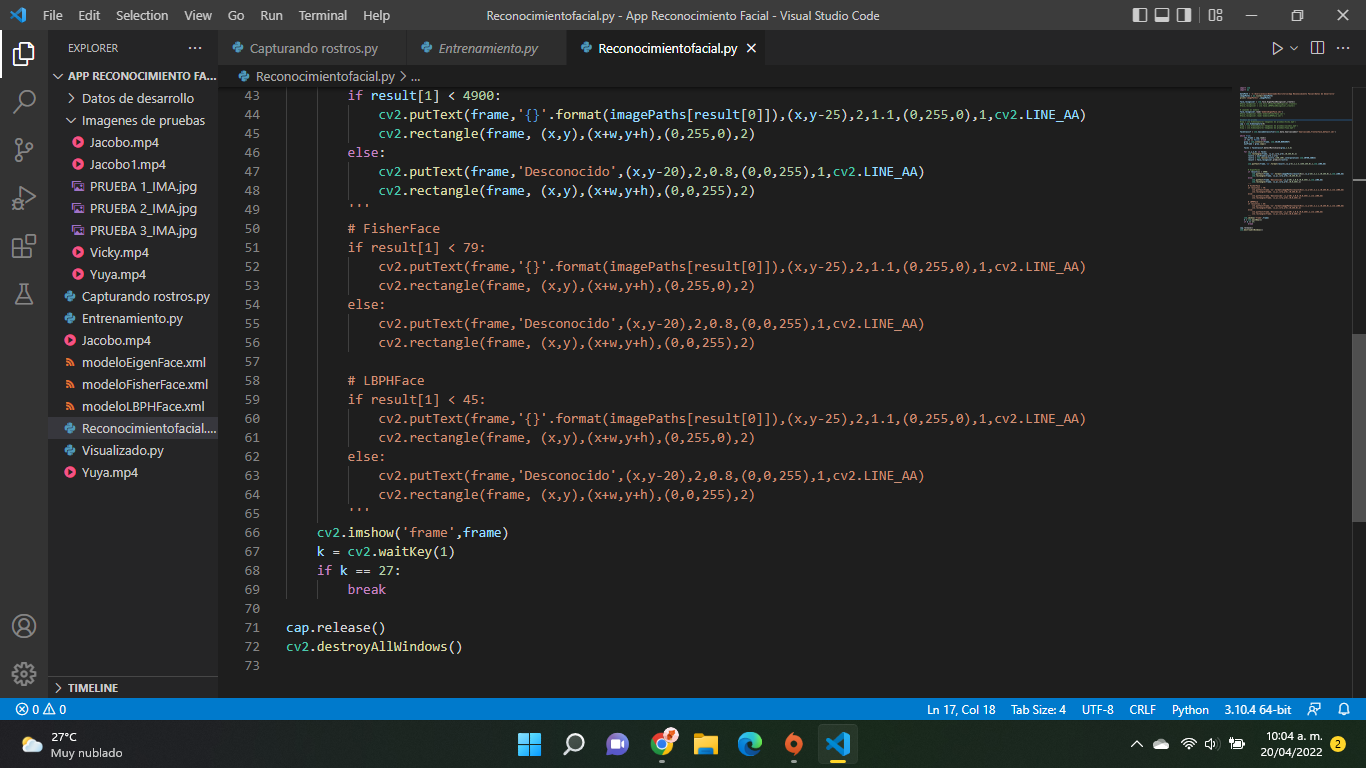 File Edit Selection View Go Run Terminal Help
Reconocimientofacial.py - App Reconocimiento Facial - Visual Studio Code
EXPLORER ...
APP RECONOCIMIENTO FA...
Datos de desarrollo
Imagenes de pruebas
Jacobo.mp4
Jacobo1.mp4
PRUEBA 1_IMA.jpg
PRUEBA 2_IMA.jpg
PRUEBA 3_IMA.jpg
Vicky.mp4
Yuya.mp4
Capturando rostros.py
Entrenamiento.py
Jacobo.mp4
modeloEigenFace.xml
modeloFisherFace.xml
modeloLBPHFace.xml
Reconocimientofacial....
Visualizado.py
Yuya.mp4
TIMELINE
Capturando rostros.py Entrenamiento.py Reconocimientofacial.py
Reconocimientofacial.py > ...
43 if result[1] < 4900:
44 cv2.putText(frame,'{}'.format(imagePaths[result[0]]),(x,y-25),2,1.1,(0,255,0),1,cv2.LINE_AA)
45 cv2.rectangle(frame, (x,y),(x+w,y+h),(0,255,0),2)
46 else:
47 cv2.putText(frame,'Desconocido',(x,y-20),2,0.8,(0,0,255),1,cv2.LINE_AA)
48 cv2.rectangle(frame, (x,y),(x+w,y+h),(0,0,255),2)
49 '''
50 # FisherFace
51 if result[1] < 79:
52 cv2.putText(frame,'{}'.format(imagePaths[result[0]]),(x,y-25),2,1.1,(0,255,0),1,cv2.LINE_AA)
53 cv2.rectangle(frame, (x,y),(x+w,y+h),(0,255,0),2)
54 else:
55 cv2.putText(frame,'Desconocido',(x,y-20),2,0.8,(0,0,255),1,cv2.LINE_AA)
56 cv2.rectangle(frame, (x,y),(x+w,y+h),(0,0,255),2)
57
58 # LBPHFace
59 if result[1] < 45:
60 cv2.putText(frame,'{}'.format(imagePaths[result[0]]),(x,y-25),2,1.1,(0,255,0),1,cv2.LINE_AA)
61 cv2.rectangle(frame, (x,y),(x+w,y+h),(0,255,0),2)
62 else:
63 cv2.putText(frame,'Desconocido',(x,y-20),2,0.8,(0,0,255),1,cv2.LINE_AA)
64 cv2.rectangle(frame, (x,y),(x+w,y+h),(0,0,255),2)
65 '''
66 cv2.imshow('frame',frame)
67 k = cv2.waitKey(1)
68 if k == 27:
69 break
70
71 cap.release()
72 cv2.destroyAllWindows()
73
0 0
Ln 17, Col 18 Tab Size: 4 UTF-8 CRLF Python 3.10.4 64-bit
27°C
Muy nublado
10:04 a. m.
20/04/2022
2